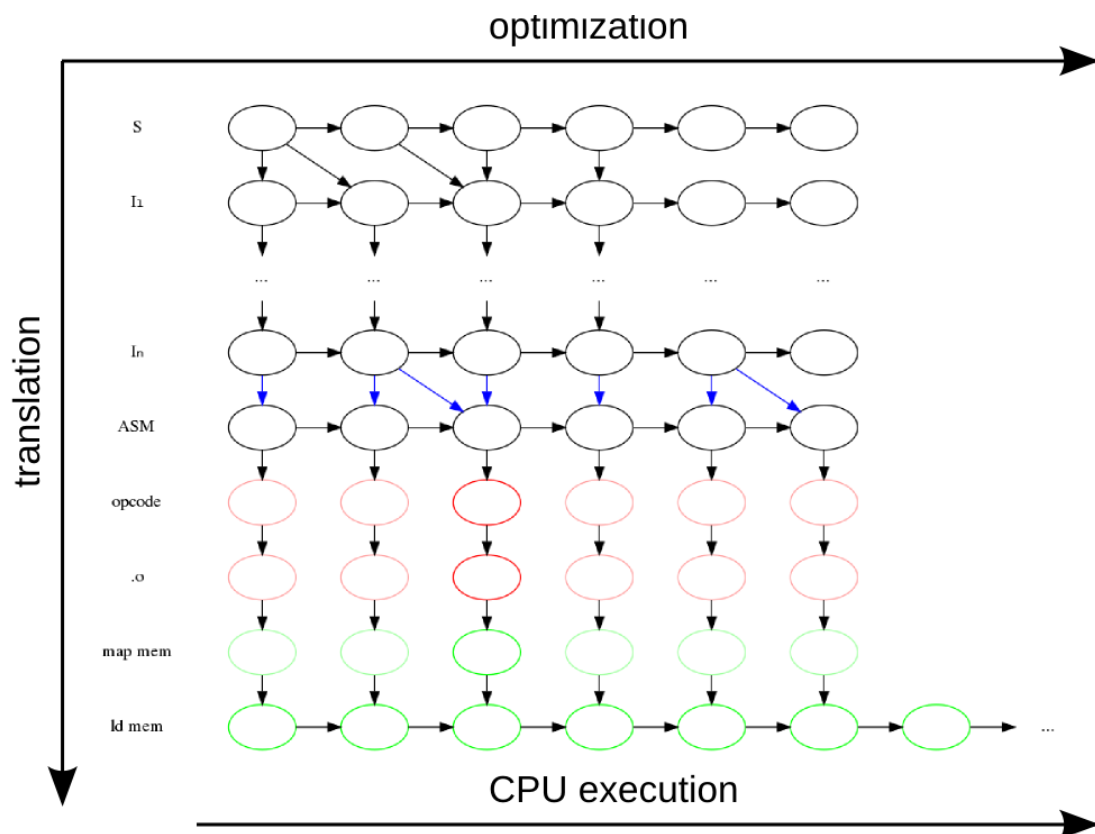 optimization
S
I₁
... ... ... ... ... ...
Iₙ
ASM
opcode
.o
map mem
ld mem
...
translation
CPU execution